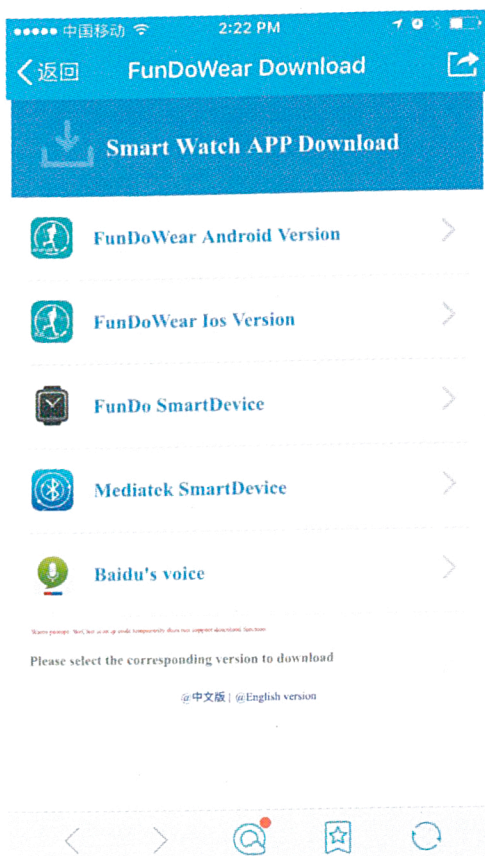 中国移动 2:22 PM
返回 FunDoWear Download
Smart Watch APP Download
FunDoWear Android Version
FunDoWear Ios Version
FunDo SmartDevice
Mediatek SmartDevice
Baidu's voice
Please select the corresponding version to download
@中文版 | @English version